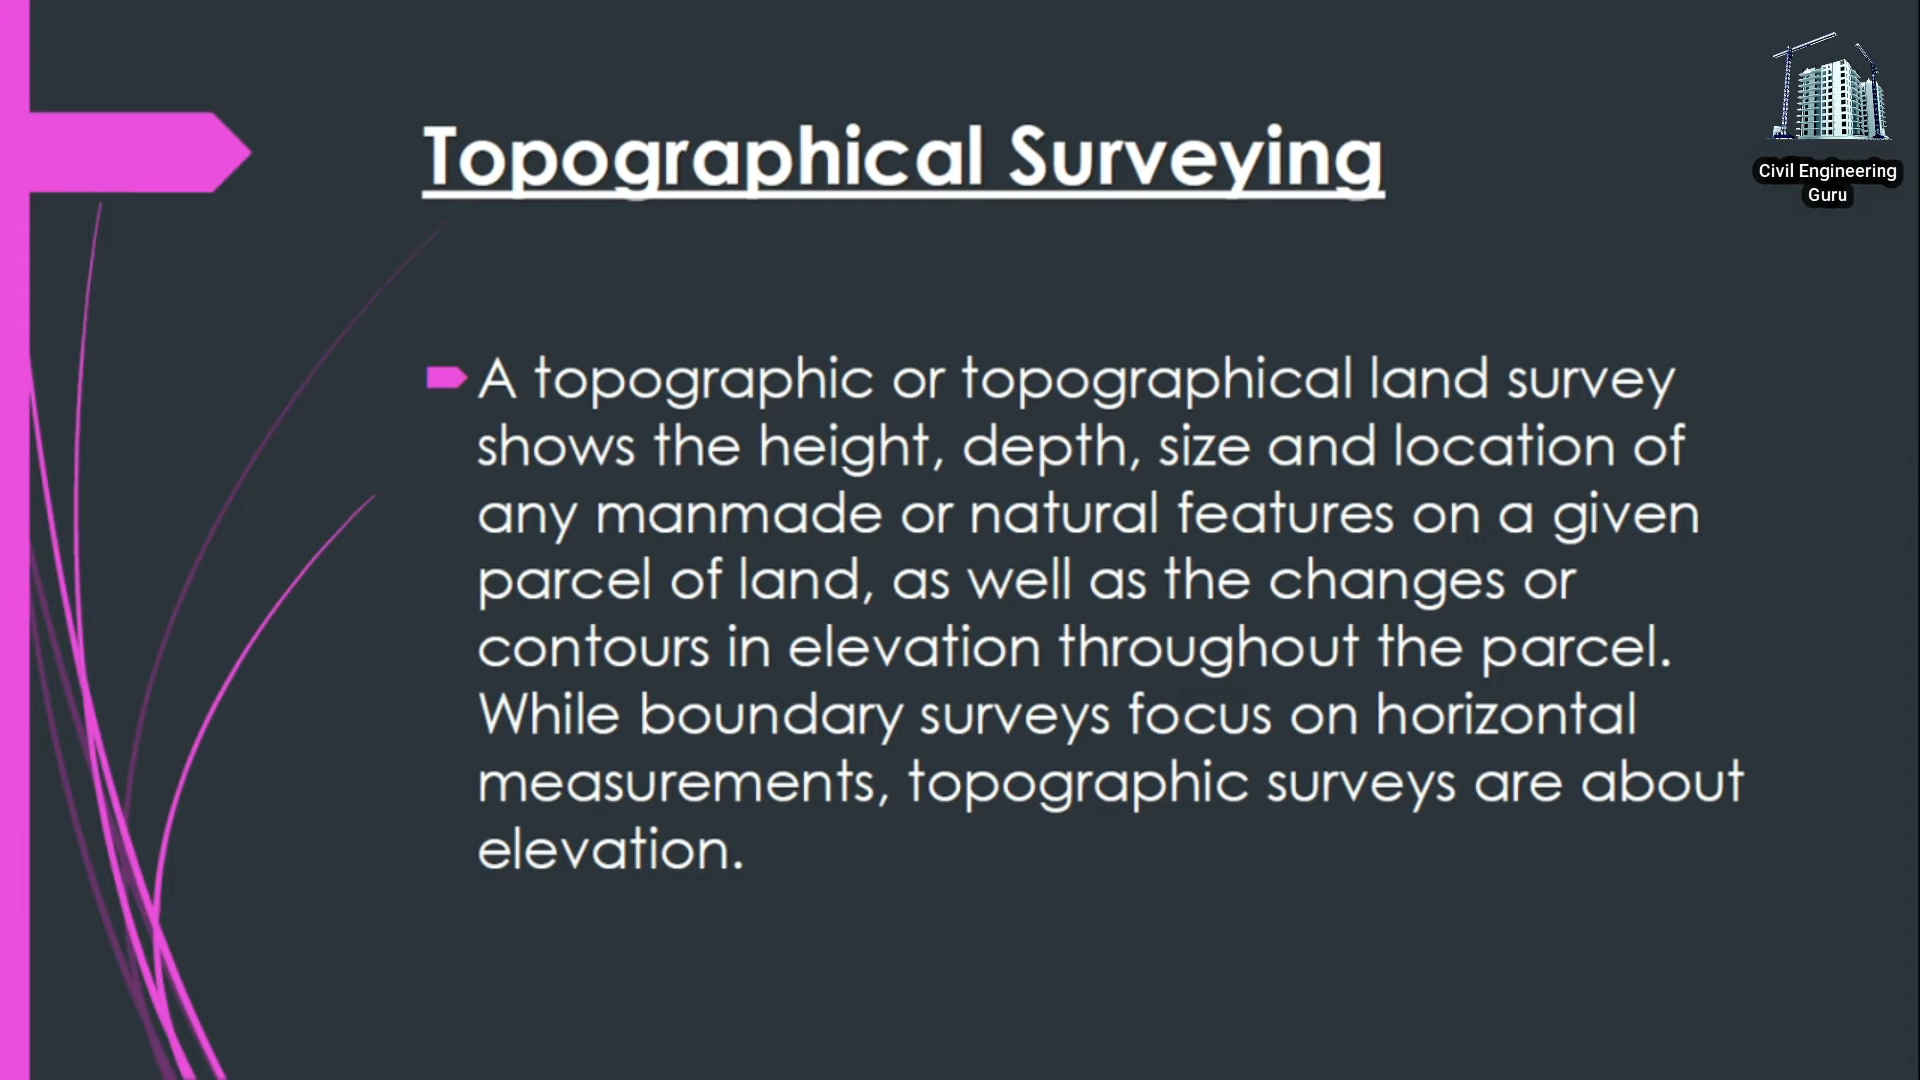 Topographical Surveying
Civil Engineering
Guru
A topographic or topographical land survey
shows the height, depth, size and location of
any manmade or natural features on a given
parcel of land, as well as the changes or
contours in elevation throughout the parcel.
While boundary surveys focus on horizontal
measurements, topographic surveys are about
elevation.